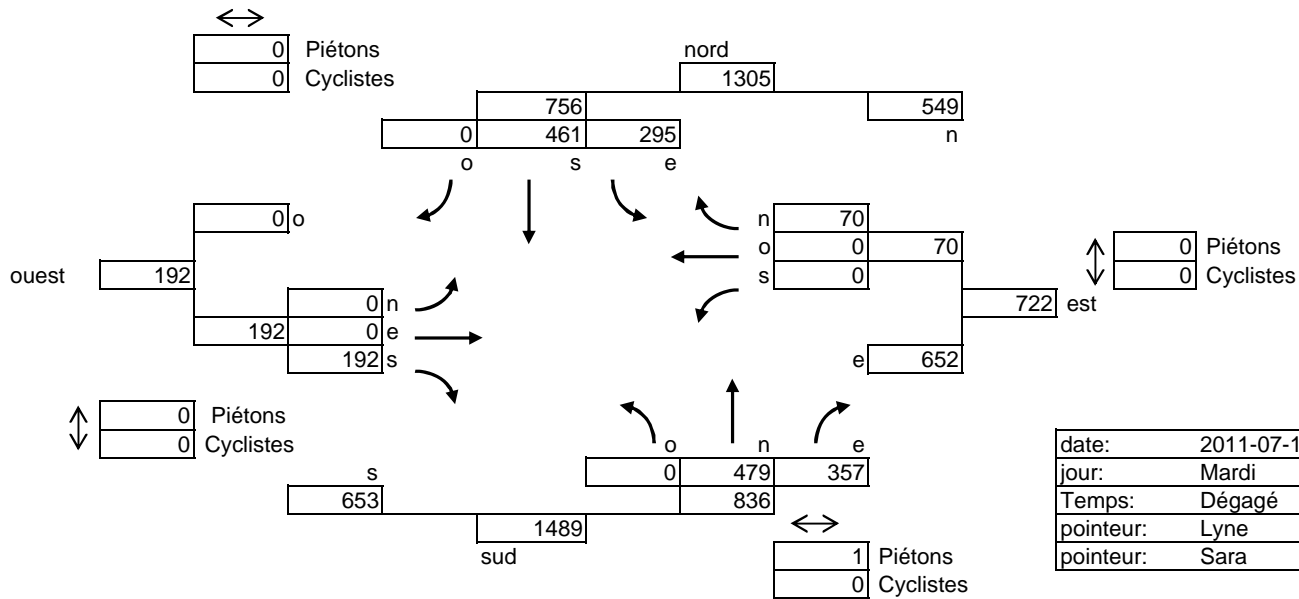 0 Piétons
0 Cyclistes
nord
1305
756 549
0 461 295 n
o s e
0 o
n 70
o 0 70
s 0
0 Piétons
0 Cyclistes
ouest 192
722 est
0 n
192 0 e
192 s
e 652
0 Piétons
0 Cyclistes
o n e
0 479 357
836
s
653
1489
sud
1 Piétons
0 Cyclistes
date: 2011-07-1
jour: Mardi
Temps: Dégagé
pointeur: Lyne
pointeur: Sara